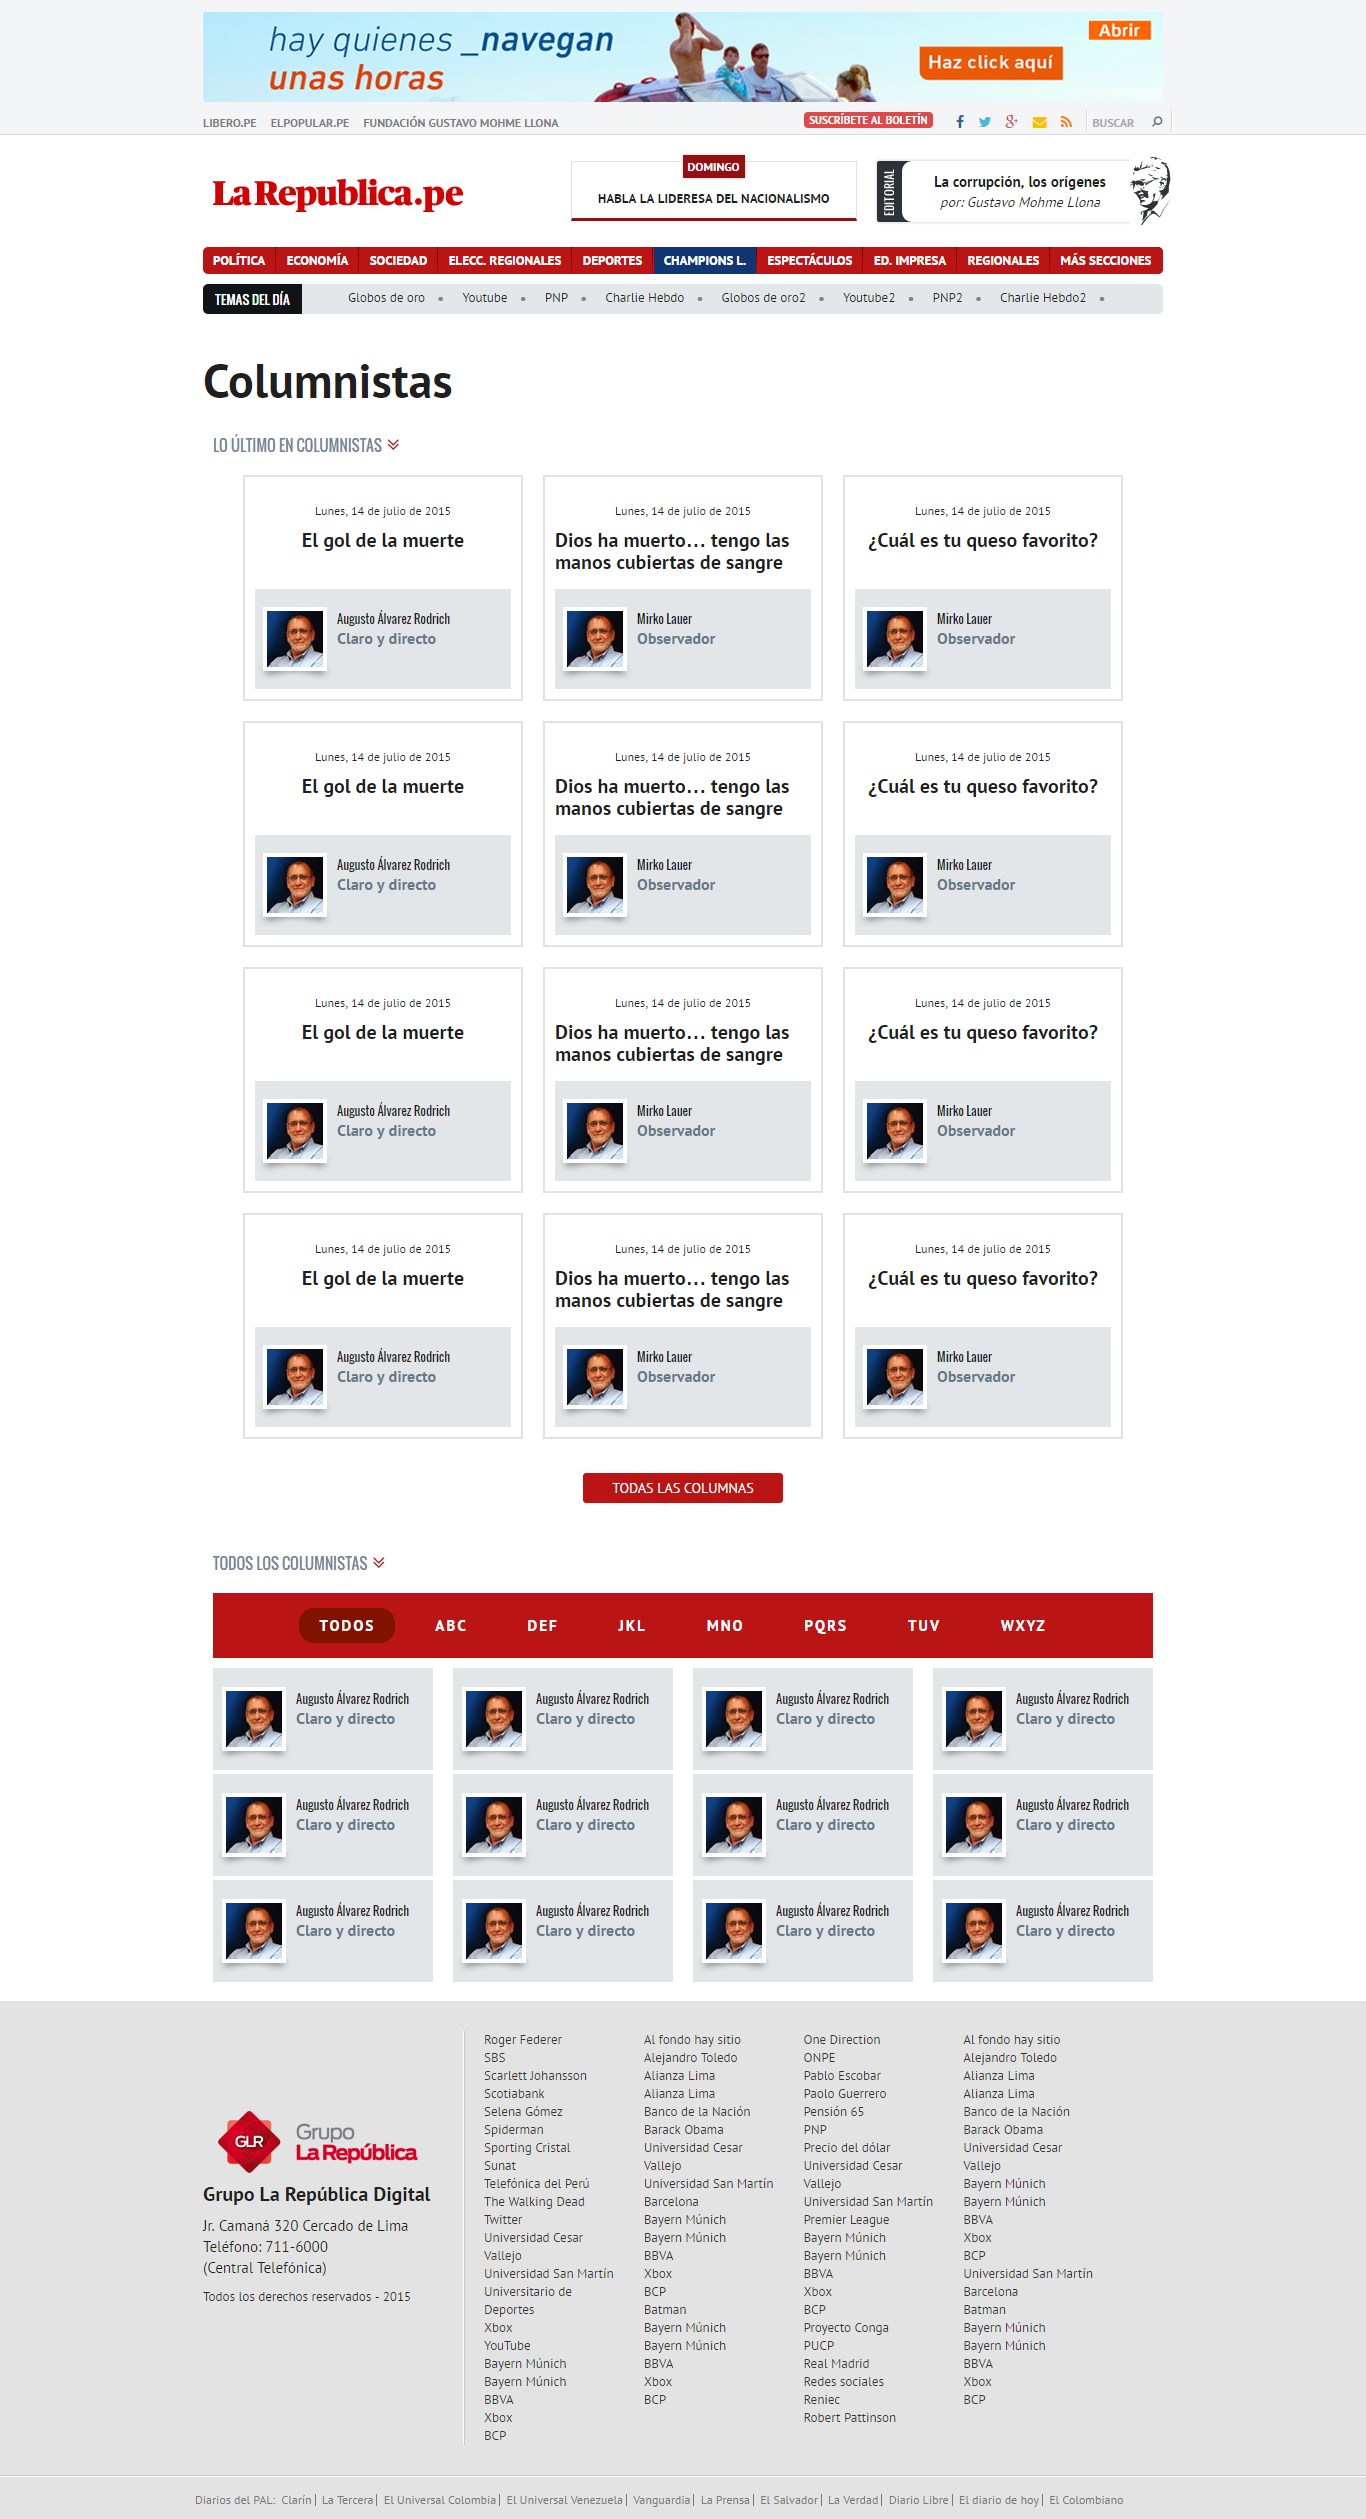 hay quienes _navegan
unas horas
Abrir
Haz click aquí
LIBERO.PE ELPOPULAR.PE FUNDACIÓN GUSTAVO MOHME LLONA
SUSCRÍBETE AL BOLETÍN
BUSCAR
LaRepublica.pe
DOMINGO
HABLA LA LIDERESA DEL NACIONALISMO
EDITORIAL
La corrupción, los orígenes
por: Gustavo Mohme Llona
POLÍTICA ECONOMÍA SOCIEDAD ELECC. REGIONALES DEPORTES CHAMPIONS L. ESPECTÁCULOS ED. IMPRESA REGIONALES MÁS SECCIONES
TEMAS DEL DÍA Globos de oro • Youtube • PNP • Charlie Hebdo • Globos de oro2 • Youtube2 • PNP2 • Charlie Hebdo2 •
Columnistas
LO ÚLTIMO EN COLUMNISTAS
Lunes, 14 de julio de 2015
El gol de la muerte
Augusto Álvarez Rodrich
Claro y directo
Lunes, 14 de julio de 2015
Dios ha muerto... tengo las
manos cubiertas de sangre
Mirko Lauer
Observador
Lunes, 14 de julio de 2015
¿Cuál es tu queso favorito?
Mirko Lauer
Observador
Lunes, 14 de julio de 2015
El gol de la muerte
Augusto Álvarez Rodrich
Claro y directo
Lunes, 14 de julio de 2015
Dios ha muerto... tengo las
manos cubiertas de sangre
Mirko Lauer
Observador
Lunes, 14 de julio de 2015
¿Cuál es tu queso favorito?
Mirko Lauer
Observador
Lunes, 14 de julio de 2015
El gol de la muerte
Augusto Álvarez Rodrich
Claro y directo
Lunes, 14 de julio de 2015
Dios ha muerto... tengo las
manos cubiertas de sangre
Mirko Lauer
Observador
Lunes, 14 de julio de 2015
¿Cuál es tu queso favorito?
Mirko Lauer
Observador
Lunes, 14 de julio de 2015
El gol de la muerte
Augusto Álvarez Rodrich
Claro y directo
Lunes, 14 de julio de 2015
Dios ha muerto... tengo las
manos cubiertas de sangre
Mirko Lauer
Observador
Lunes, 14 de julio de 2015
¿Cuál es tu queso favorito?
Mirko Lauer
Observador
TODAS LAS COLUMNAS
TODOS LOS COLUMNISTAS
TODOS ABC DEF JKL MNO PQRS TUV WXYZ
Augusto Álvarez Rodrich
Claro y directo
Augusto Álvarez Rodrich
Claro y directo
Augusto Álvarez Rodrich
Claro y directo
Augusto Álvarez Rodrich
Claro y directo
Augusto Álvarez Rodrich
Claro y directo
Augusto Álvarez Rodrich
Claro y directo
Augusto Álvarez Rodrich
Claro y directo
Augusto Álvarez Rodrich
Claro y directo
Augusto Álvarez Rodrich
Claro y directo
Augusto Álvarez Rodrich
Claro y directo
Augusto Álvarez Rodrich
Claro y directo
Augusto Álvarez Rodrich
Claro y directo
GLR
Grupo
La República
Grupo La República Digital
Jr. Camaná 320 Cercado de Lima
Teléfono: 711-6000
(Central Telefónica)
Todos los derechos reservados - 2015
Roger Federer
SBS
Scarlett Johansson
Scotiabank
Selena Gómez
Spiderman
Sporting Cristal
Sunat
Telefónica del Perú
The Walking Dead
Twitter
Universidad Cesar
Vallejo
Universidad San Martín
Universitario de
Deportes
Xbox
YouTube
Bayern Múnich
Bayern Múnich
BBVA
Xbox
BCP
Al fondo hay sitio
Alejandro Toledo
Alianza Lima
Alianza Lima
Banco de la Nación
Barack Obama
Universidad Cesar
Vallejo
Universidad San Martín
Barcelona
Bayern Múnich
Bayern Múnich
BBVA
Xbox
BCP
Batman
Bayern Múnich
Bayern Múnich
BBVA
Xbox
BCP
One Direction
ONPE
Pablo Escobar
Paolo Guerrero
Pensión 65
PNP
Precio del dólar
Universidad Cesar
Vallejo
Universidad San Martín
Premier League
Bayern Múnich
Bayern Múnich
BBVA
Xbox
BCP
Proyecto Conga
PUCP
Real Madrid
Redes sociales
Reniec
Robert Pattinson
Al fondo hay sitio
Alejandro Toledo
Alianza Lima
Alianza Lima
Banco de la Nación
Barack Obama
Universidad Cesar
Vallejo
Bayern Múnich
Bayern Múnich
BBVA
Xbox
BCP
Universidad San Martín
Barcelona
Batman
Bayern Múnich
Bayern Múnich
BBVA
Xbox
BCP
Diarios del PAL: Clarín | La Tercera | El Universal Colombia | El Universal Venezuela | Vanguardia | La Prensa | El Salvador | La Verdad | Diario Libre | El diario de hoy | El Colombiano